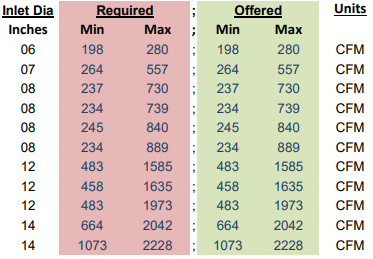 Inlet Dia Required ; Offered Units
Inches Min Max ; Min Max
06 198 280 ; 198 280 CFM
07 264 557 ; 264 557 CFM
08 237 730 ; 237 730 CFM
08 234 739 ; 234 739 CFM
08 245 840 ; 245 840 CFM
08 234 889 ; 234 889 CFM
12 483 1585 ; 483 1585 CFM
12 458 1635 ; 458 1635 CFM
12 483 1973 ; 483 1973 CFM
14 664 2042 ; 664 2042 CFM
14 1073 2228 ; 1073 2228 CFM